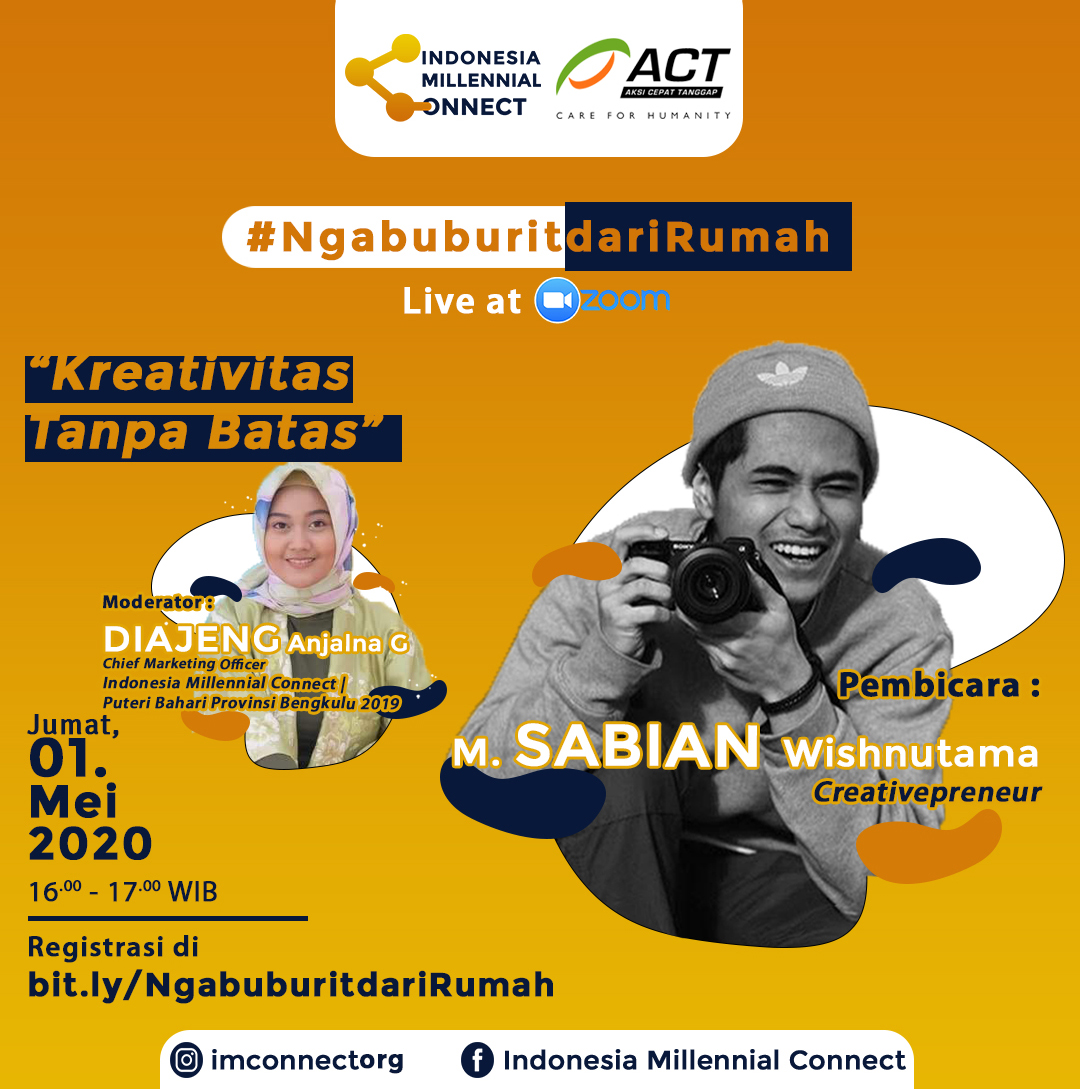 INDONESIA
MILLENNIAL
CONNECT
ACT
AKSI CEPAT TANGGAP
CARE FOR HUMANITY
#NgabuburitdariRumah
Live at zoom
“Kreativitas
Tanpa Batas”
SONY
α
Moderator :
DIAJENG Anjalna G
Chief Marketing Officer
Indonesia Millennial Connect |
Puteri Bahari Provinsi Bengkulu 2019
Pembicara :
M. SABIAN Wishnutama
Creativepreneur
Jumat,
01.
Mei
2020
16.00 - 17.00 WIB
Registrasi di
bit.ly/NgabuburitdariRumah
imconnectorg
Indonesia Millennial Connect